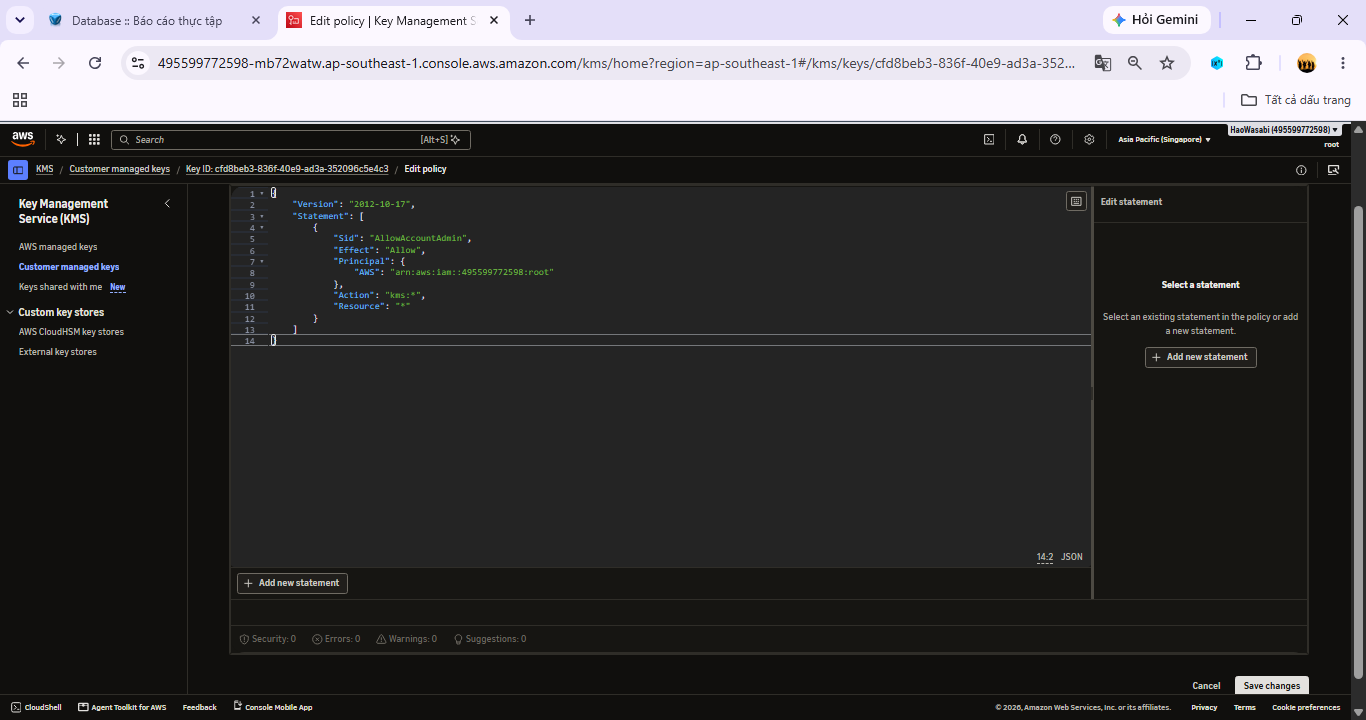 Database :: Báo cáo thực tập
Edit policy | Key Management S
Hỏi Gemini
495599772598-mb72watw.ap-southeast-1.console.aws.amazon.com/kms/home?region=ap-southeast-1#/kms/keys/cfd8beb3-836f-40e9-ad3a-352...
Tất cả dấu trang
aws
Search
[Alt+S]
Asia Pacific (Singapore)
HaoWasabi (495599772598)
root
KMS / Customer managed keys / Key ID: cfd8beb3-836f-40e9-ad3a-352096c5e4c3 / Edit policy
Key Management
Service (KMS)
AWS managed keys
Customer managed keys
Keys shared with me New
Custom key stores
AWS CloudHSM key stores
External key stores
1 {
2 "Version": "2012-10-17",
3 "Statement": [
4 {
5 "Sid": "AllowAccountAdmin",
6 "Effect": "Allow",
7 "Principal": {
8 "AWS": "arn:aws:iam::495599772598:root"
9 },
10 "Action": "kms:*",
11 "Resource": "*"
12 }
13 ]
14 }
14:2 JSON
+ Add new statement
Security: 0 Errors: 0 Warnings: 0 Suggestions: 0
Edit statement
Select a statement
Select an existing statement in the policy or add
a new statement.
+ Add new statement
Cancel
Save changes
CloudShell
Agent Toolkit for AWS
Feedback
Console Mobile App
© 2026, Amazon Web Services, Inc. or its affiliates.
Privacy
Terms
Cookie preferences